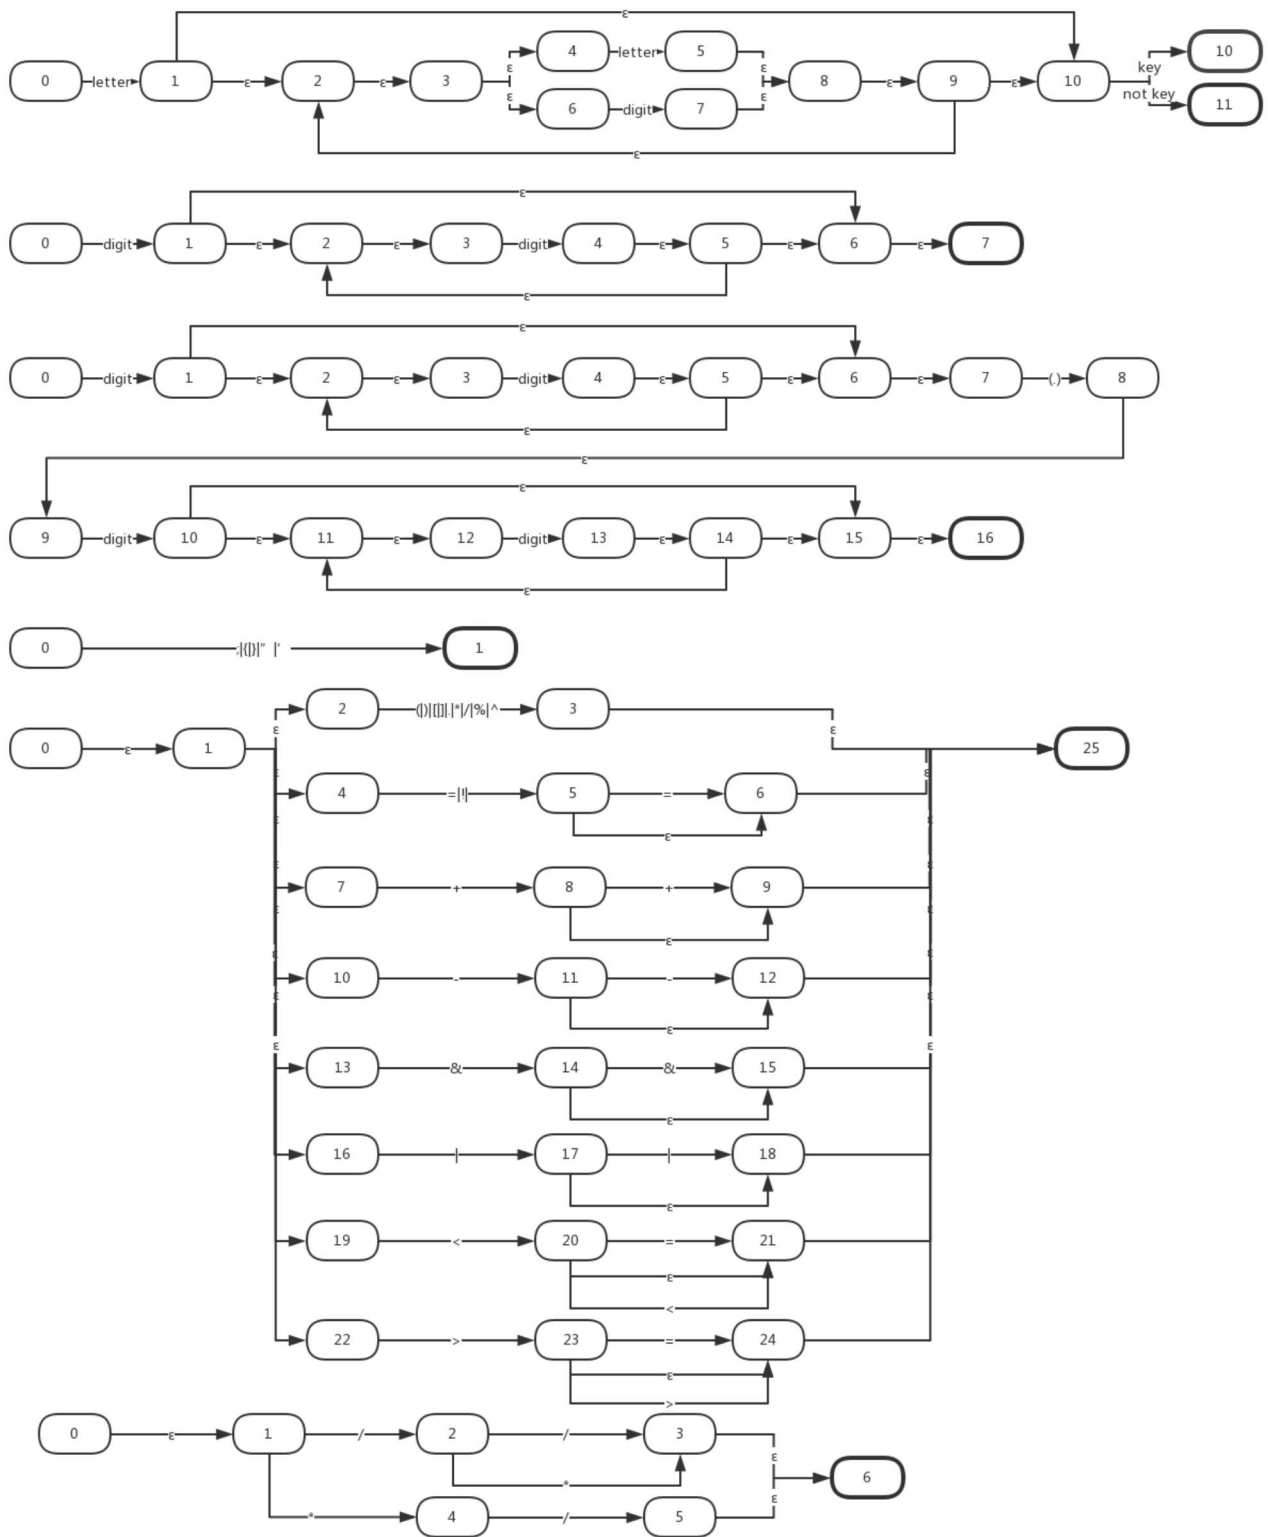 ε
4 letter 5 10
ε ε key
0 letter 1 ε 2 ε 3 8 ε 9 ε 10
ε ε not key
6 digit 7 11
ε
ε
0 digit 1 ε 2 ε 3 digit 4 ε 5 ε 6 ε 7
ε
ε
0 digit 1 ε 2 ε 3 digit 4 ε 5 ε 6 ε 7 (.) 8
ε
ε
ε
9 digit 10 ε 11 ε 12 digit 13 ε 14 ε 15 ε 16
ε
0 ;|{|}|" |' 1
2 (|)|[|]|.|*|/|%|^ 3
ε ε
0 ε 1 25
ε ε
4 =|!| 5 = 6
ε ε ε
ε ε
7 + 8 + 9
ε ε
ε
ε ε
10 - 11 - 12
ε ε
ε
ε ε
13 & 14 & 15
ε
16 | 17 | 18
ε
19 < 20 = 21
ε
<
22 > 23 = 24
ε
>
0 ε 1 / 2 / 3
ε
* 6
ε
* 4 / 5